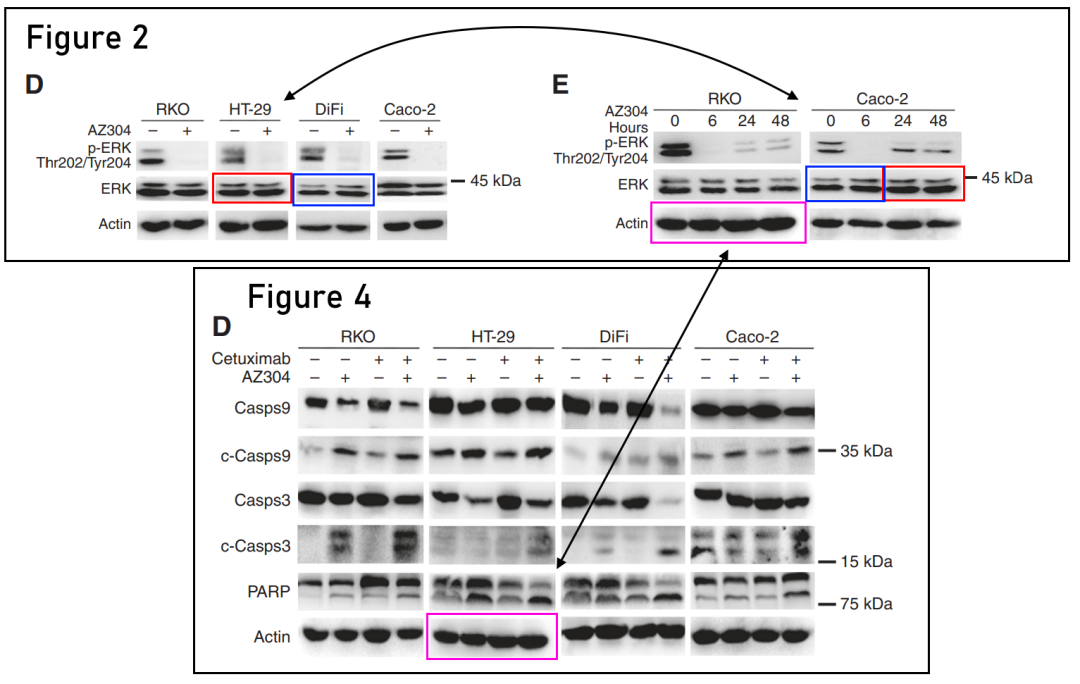 Figure 2
D
RKO HT-29 DiFi Caco-2
AZ304 − + − + − + − +
p-ERK
Thr202/Tyr204
ERK
45 kDa
Actin
E
RKO Caco-2
AZ304
Hours 0 6 24 48 0 6 24 48
p-ERK
Thr202/Tyr204
ERK
45 kDa
Actin
Figure 4
D
RKO HT-29 DiFi Caco-2
Cetuximab − − + + − − + + − − + + − − + +
AZ304 − + − + − + − + − + − + − + − +
Casps9
c-Casps9
35 kDa
Casps3
c-Casps3
15 kDa
PARP
75 kDa
Actin